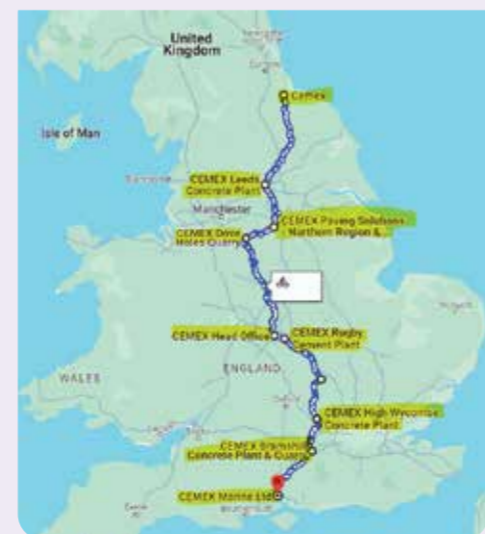 United
Kingdom
Cemex
Isle of Man
CEMEX Leeds
Concrete Plant
Manchester
CEMEX Paving Solutions
Northern Region &
CEMEX Dove
Holes Quarry
CEMEX Head Office
CEMEX Rugby
Cement Plant
WALES
ENGLAND
CEMEX High Wycombe
Concrete Plant
CEMEX Bramshill
Concrete Plant & Quarry
CEMEX Marine Ltd